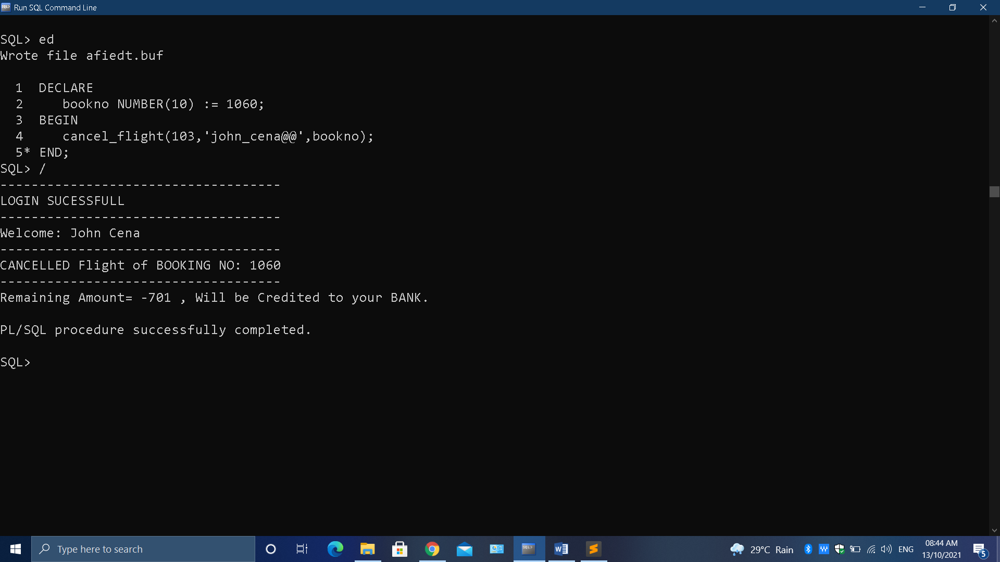 Run SQL Command Line
SQL> ed
Wrote file afiedt.buf
  1  DECLARE
  2     bookno NUMBER(10) := 1060;
  3  BEGIN
  4     cancel_flight(103,'john_cena@@',bookno);
  5* END;
SQL> /
------------------------------------
LOGIN SUCESSFULL
------------------------------------
Welcome: John Cena
------------------------------------
CANCELLED Flight of BOOKING NO: 1060
------------------------------------
Remaining Amount= -701 , Will be Credited to your BANK.
PL/SQL procedure successfully completed.
SQL>
Type here to search
29°C Rain
ENG
08:44 AM
13/10/2021
5